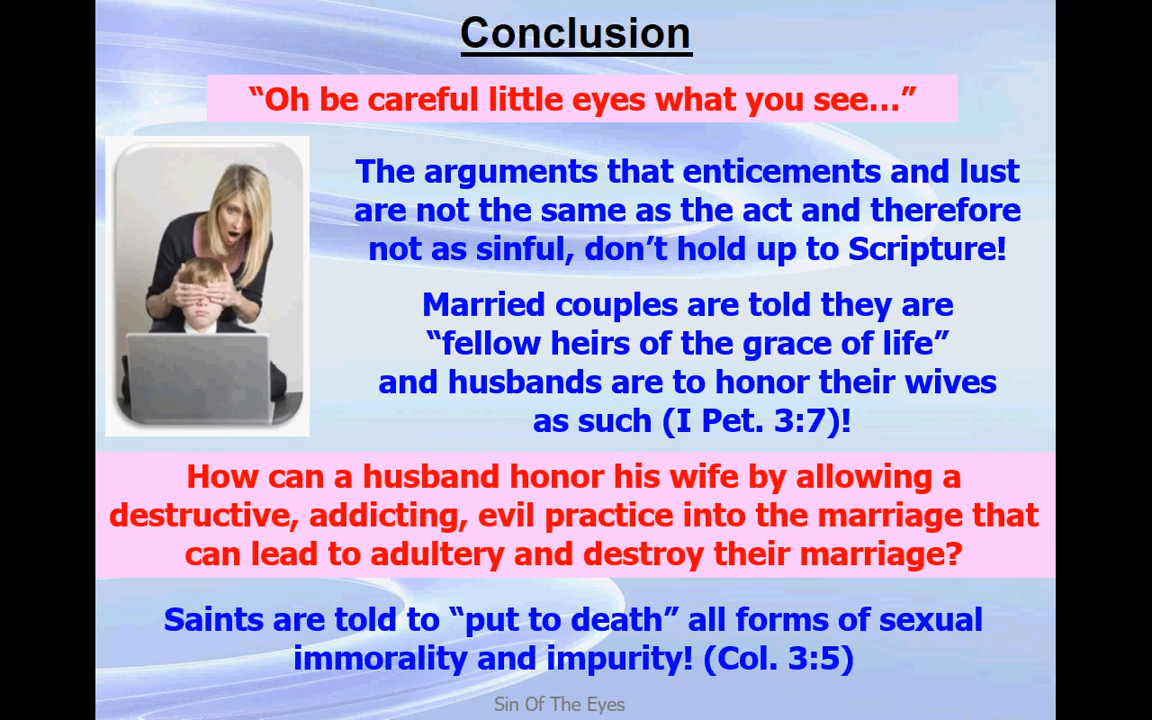 Conclusion
“Oh be careful little eyes what you see…”
The arguments that enticements and lust
are not the same as the act and therefore
not as sinful, don’t hold up to Scripture!
Married couples are told they are
“fellow heirs of the grace of life”
and husbands are to honor their wives
as such (I Pet. 3:7)!
How can a husband honor his wife by allowing a
destructive, addicting, evil practice into the marriage that
can lead to adultery and destroy their marriage?
Saints are told to “put to death” all forms of sexual
immorality and impurity! (Col. 3:5)
Sin Of The Eyes